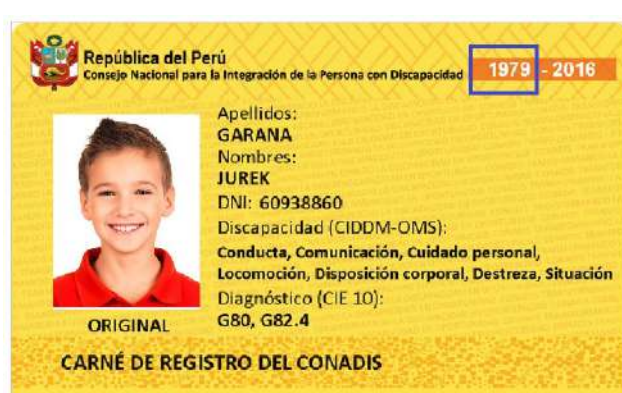 República del Perú
Consejo Nacional para la Integración de la Persona con Discapacidad
1979 - 2016
Apellidos:
GARANA
Nombres:
JUREK
DNI: 60938860
Discapacidad (CIDDM-OMS):
Conducta, Comunicación, Cuidado personal,
Locomoción, Disposición corporal, Destreza, Situación
Diagnóstico (CIE 10):
G80, G82.4
ORIGINAL
CARNÉ DE REGISTRO DEL CONADIS